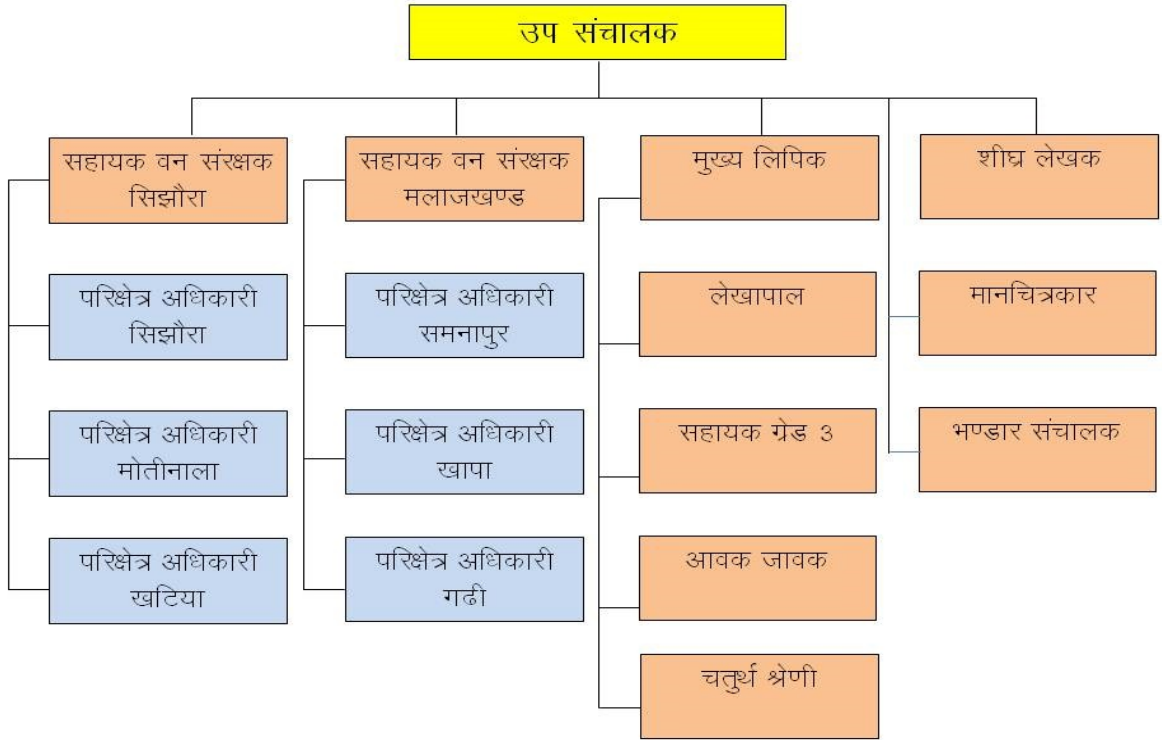 उप संचालक
सहायक वन संरक्षक
सिझौरा
परिक्षेत्र अधिकारी
सिझौरा
परिक्षेत्र अधिकारी
मोतीनाला
परिक्षेत्र अधिकारी
खटिया
सहायक वन संरक्षक
मलाजखण्ड
परिक्षेत्र अधिकारी
समनापुर
परिक्षेत्र अधिकारी
खापा
परिक्षेत्र अधिकारी
गढी
मुख्य लिपिक
लेखापाल
सहायक ग्रेड 3
आवक जावक
चतुर्थ श्रेणी
शीघ्र लेखक
मानचित्रकार
भण्डार संचालक